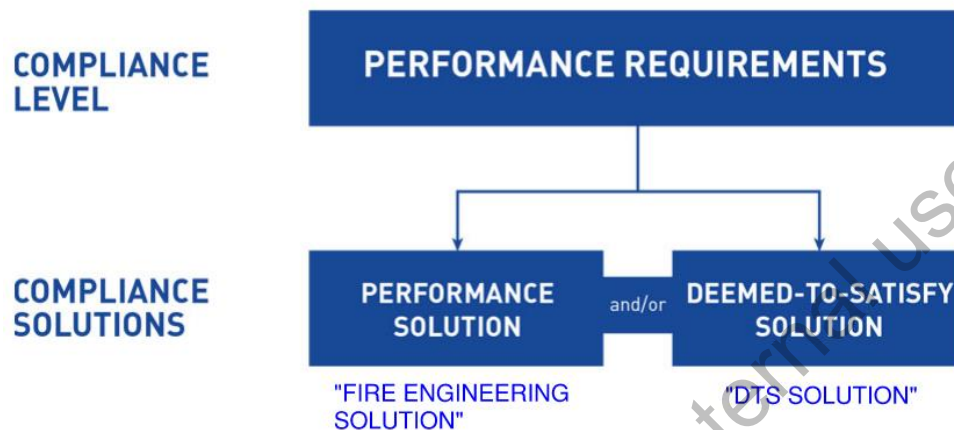 COMPLIANCE
LEVEL
PERFORMANCE REQUIREMENTS
COMPLIANCE
SOLUTIONS
PERFORMANCE
SOLUTION
and/or
DEEMED-TO-SATISFY
SOLUTION
"FIRE ENGINEERING
SOLUTION"
"DTS SOLUTION"